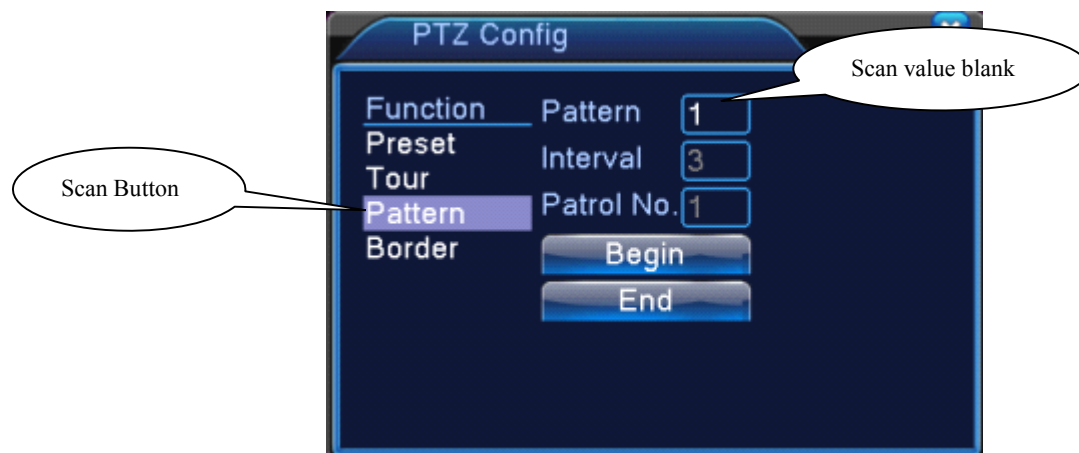 PTZ Config
Scan value blank
Function
Pattern 1
Preset
Interval 3
Tour
Scan Button
Pattern
Patrol No. 1
Border
Begin
End